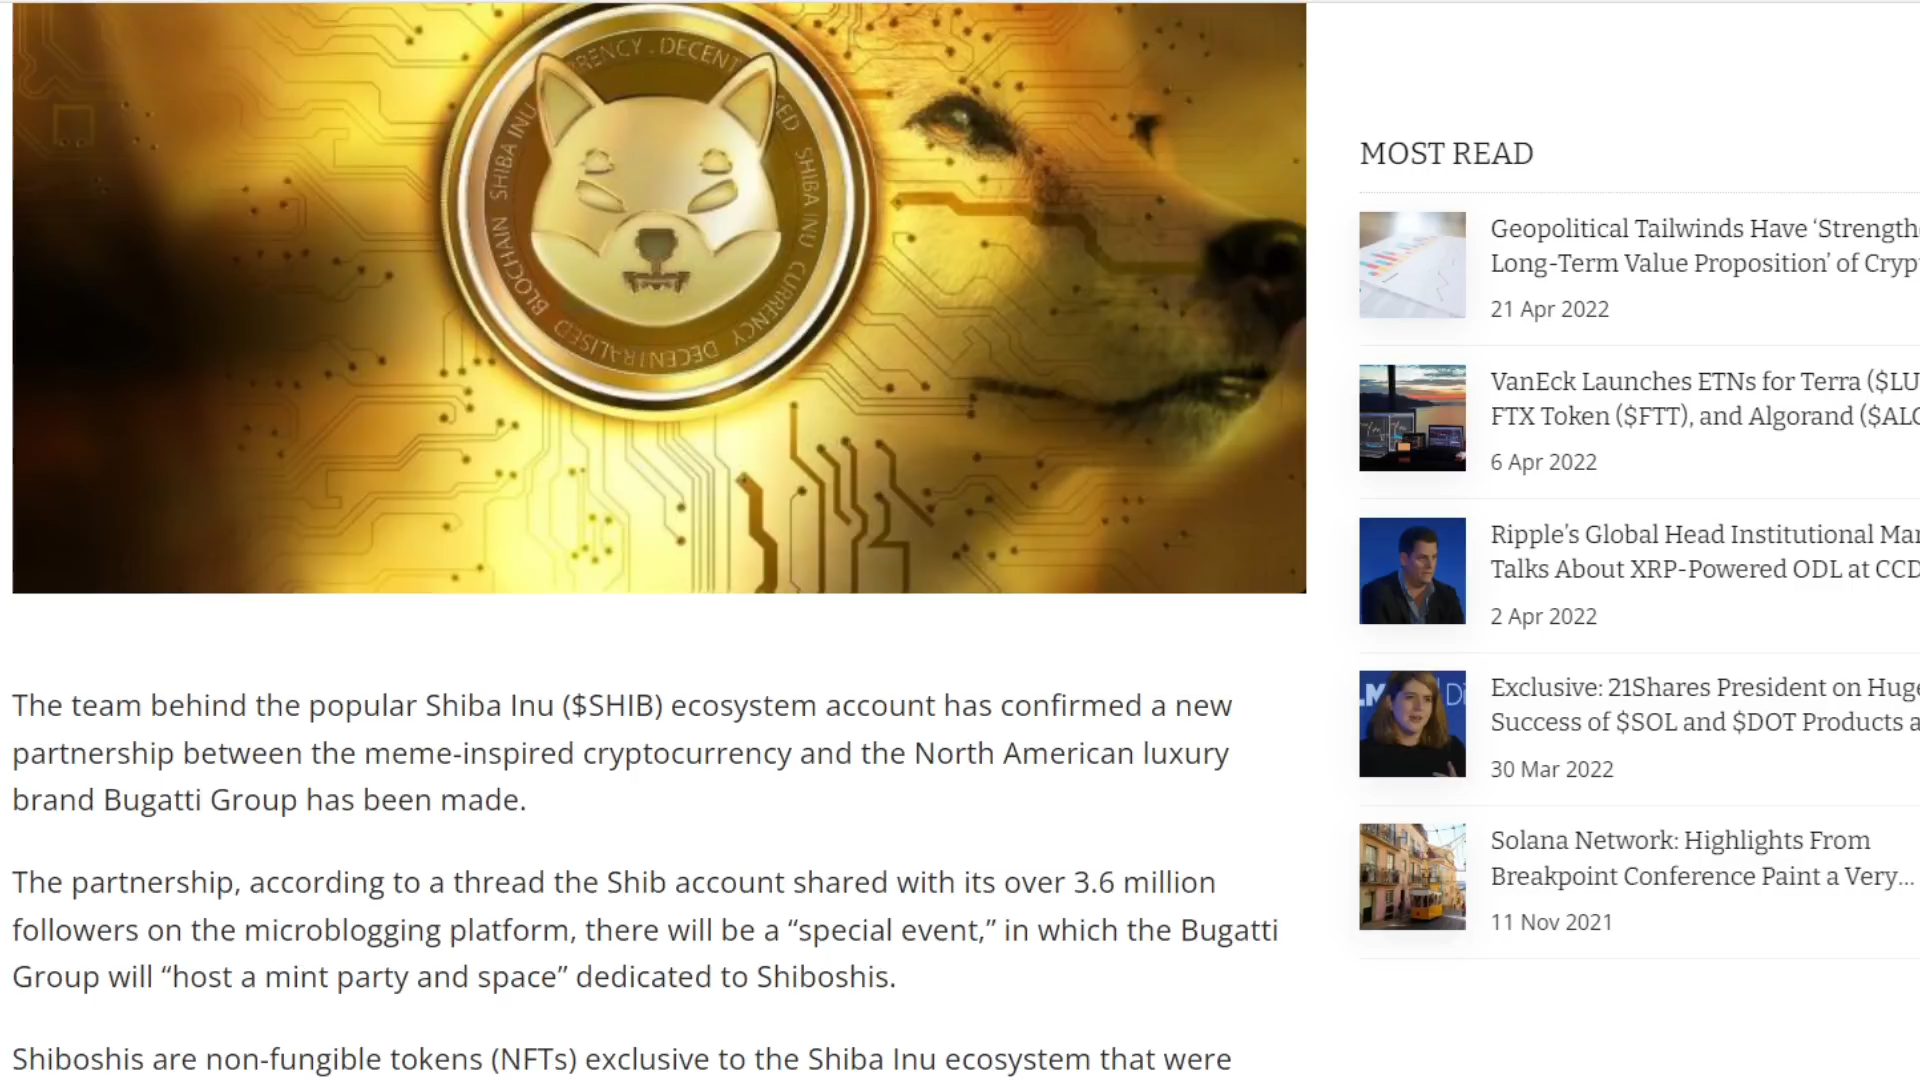 SHIBA INU
RENCY . DECENT
SED
SHIBA INU
CURRENCY
DECENTRALISED
BLOCHAIN
The team behind the popular Shiba Inu ($SHIB) ecosystem account has confirmed a new
partnership between the meme-inspired cryptocurrency and the North American luxury
brand Bugatti Group has been made.
The partnership, according to a thread the Shib account shared with its over 3.6 million
followers on the microblogging platform, there will be a “special event,” in which the Bugatti
Group will “host a mint party and space” dedicated to Shiboshis.
Shiboshis are non-fungible tokens (NFTs) exclusive to the Shiba Inu ecosystem that were
MOST READ
Geopolitical Tailwinds Have ‘Strength
Long-Term Value Proposition’ of Cryp
21 Apr 2022
VanEck Launches ETNs for Terra ($LU
FTX Token ($FTT), and Algorand ($ALG
6 Apr 2022
Ripple’s Global Head Institutional Mar
Talks About XRP-Powered ODL at CCD
2 Apr 2022
Exclusive: 21Shares President on Huge
Success of $SOL and $DOT Products a
30 Mar 2022
Solana Network: Highlights From
Breakpoint Conference Paint a Very...
11 Nov 2021